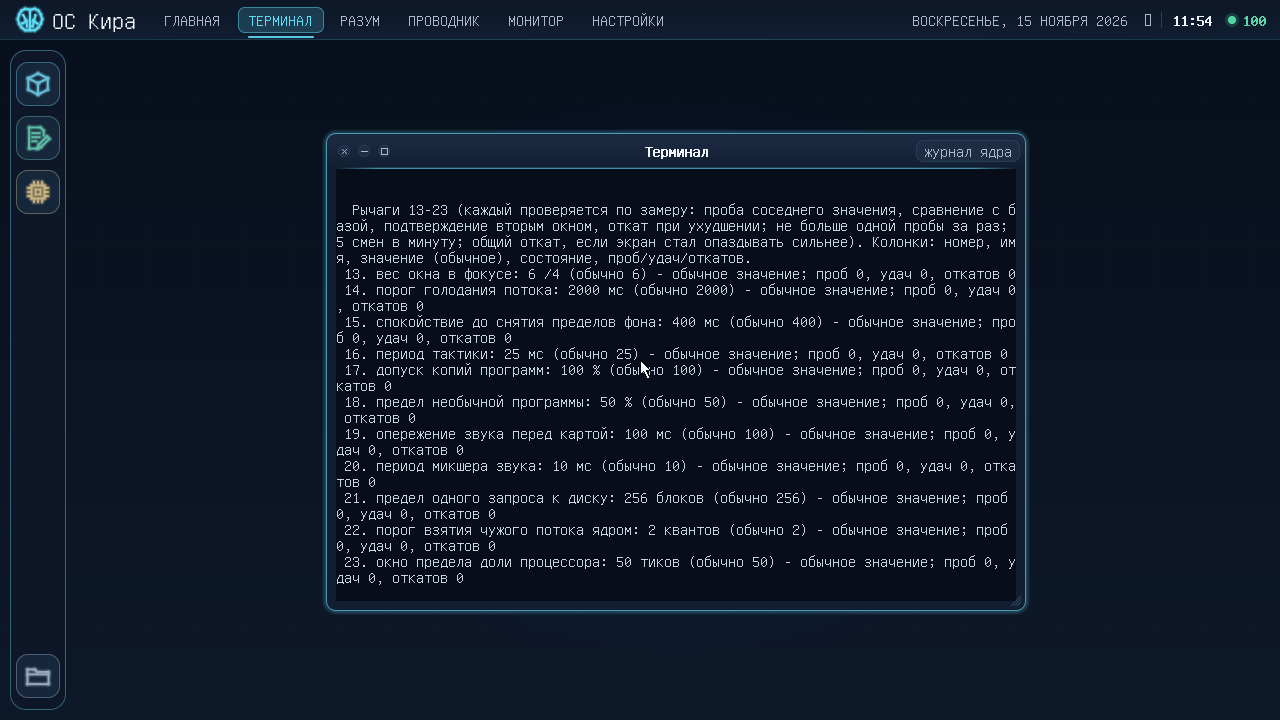 ОС Кира
ГЛАВНАЯ
ТЕРМИНАЛ
РАЗУМ
ПРОВОДНИК
МОНИТОР
НАСТРОЙКИ
ВОСКРЕСЕНЬЕ, 15 НОЯБРЯ 2026
11:54
100
Терминал
журнал ядра
Рычаги 13-23 (каждый проверяется по замеру: проба соседнего значения, сравнение с б
азой, подтверждение вторым окном, откат при ухудшении; не больше одной пробы за раз;
5 смен в минуту; общий откат, если экран стал опаздывать сильнее). Колонки: номер, им
я, значение (обычное), состояние, проб/удач/откатов.
13. вес окна в фокусе: 6 /4 (обычно 6) - обычное значение; проб 0, удач 0, откатов 0
14. порог голодания потока: 2000 мс (обычно 2000) - обычное значение; проб 0, удач 0
, откатов 0
15. спокойствие до снятия пределов фона: 400 мс (обычно 400) - обычное значение; про
б 0, удач 0, откатов 0
16. период тактики: 25 мс (обычно 25) - обычное значение; проб 0, удач 0, откатов 0
17. допуск копий программ: 100 % (обычно 100) - обычное значение; проб 0, удач 0, от
катов 0
18. предел необычной программы: 50 % (обычно 50) - обычное значение; проб 0, удач 0,
откатов 0
19. опережение звука перед картой: 100 мс (обычно 100) - обычное значение; проб 0, у
дач 0, откатов 0
20. период микшера звука: 10 мс (обычно 10) - обычное значение; проб 0, удач 0, отка
тов 0
21. предел одного запроса к диску: 256 блоков (обычно 256) - обычное значение; проб
0, удач 0, откатов 0
22. порог взятия чужого потока ядром: 2 квантов (обычно 2) - обычное значение; проб
0, удач 0, откатов 0
23. окно предела доли процессора: 50 тиков (обычно 50) - обычное значение; проб 0, у
дач 0, откатов 0